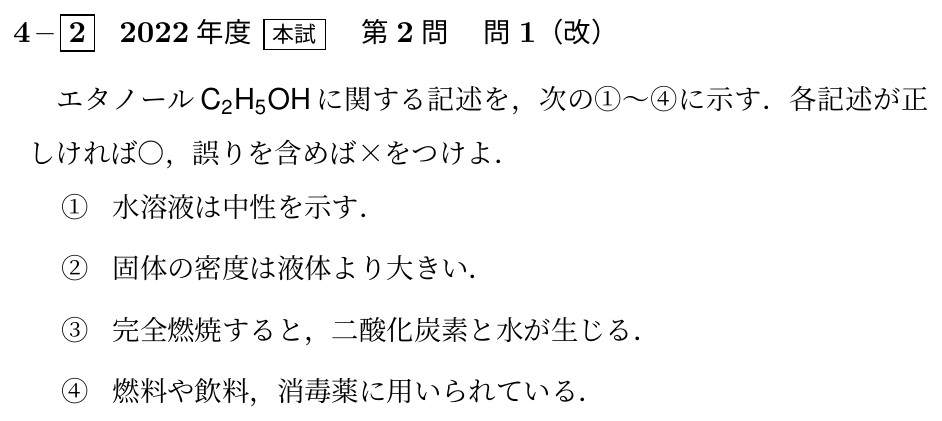 4－2 2022年度 本試 第2問 問1（改）
エタノールC₂H₅OHに関する記述を，次の①～④に示す．各記述が正
しければ○，誤りを含めば×をつけよ．
① 水溶液は中性を示す．
② 固体の密度は液体より大きい．
③ 完全燃焼すると，二酸化炭素と水が生じる．
④ 燃料や飲料，消毒薬に用いられている．